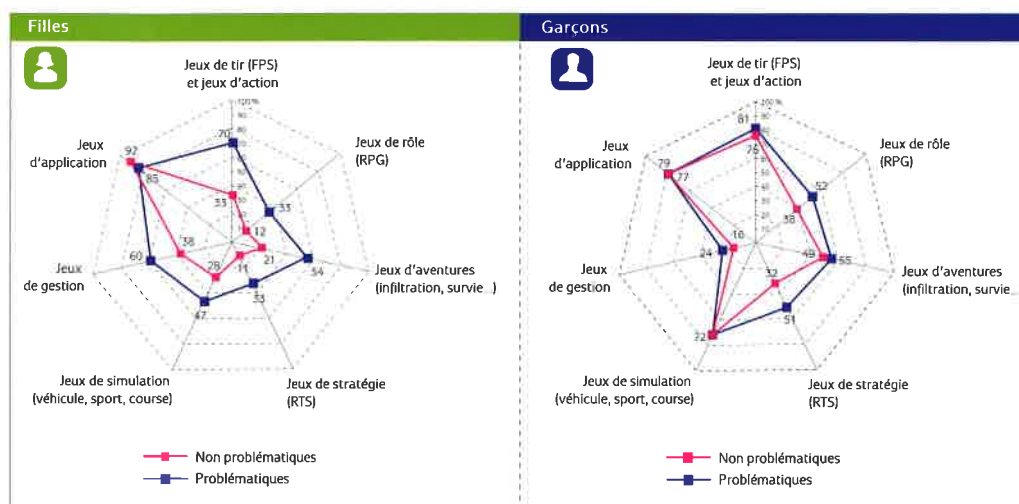 Filles
Jeux de tir (FPS)
et jeux d'action
100%
Jeux
d'application
Jeux de rôle
(RPG)
92
85
70
33
33
12
38
60
21
54
28
11
47
33
Jeux
de gestion
Jeux d'aventures
(infiltration, survie...)
Jeux de simulation
(véhicule, sport, course)
Jeux de stratégie
(RTS)
Non problématiques
Problématiques
Garçons
Jeux de tir (FPS)
et jeux d'action
100%
Jeux
d'application
Jeux de rôle
(RPG)
81
76
79
77
52
38
16
24
49
55
32
51
72
Jeux
de gestion
Jeux d'aventures
(infiltration, survie...
Jeux de simulation
(véhicule, sport, course)
Jeux de stratégie
(RTS)
Non problématiques
Problématiques